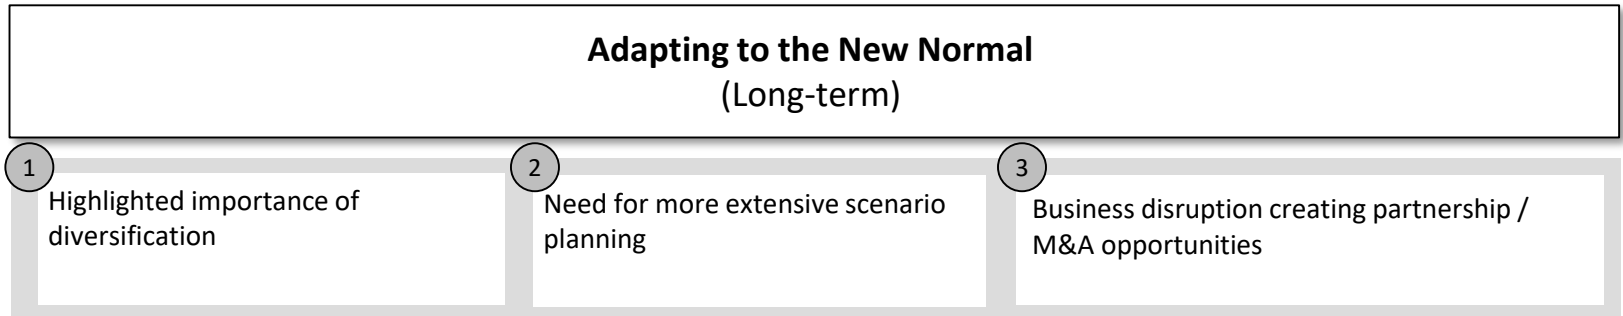 Adapting to the New Normal
(Long-term)
1
Highlighted importance of
diversification
2
Need for more extensive scenario
planning
3
Business disruption creating partnership /
M&A opportunities